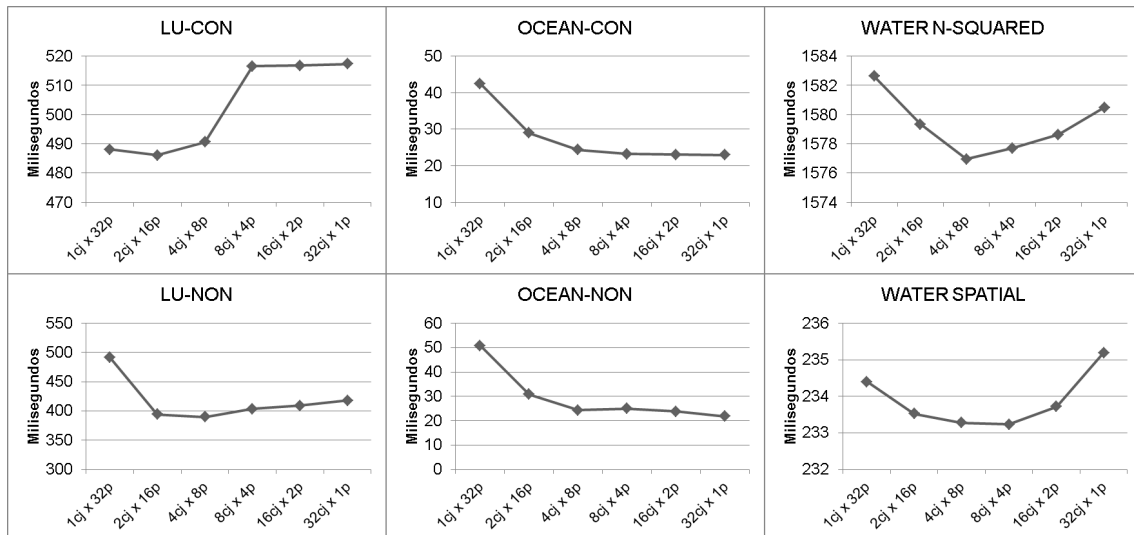 LU-CON
Milisegundos
520
510
500
490
480
470
1cj x 32p
2cj x 16p
4cj x 8p
8cj x 4p
16cj x 2p
32cj x 1p
OCEAN-CON
Milisegundos
50
40
30
20
10
1cj x 32p
2cj x 16p
4cj x 8p
8cj x 4p
16cj x 2p
32cj x 1p
WATER N-SQUARED
Milisegundos
1584
1582
1580
1578
1576
1574
1cj x 32p
2cj x 16p
4cj x 8p
8cj x 4p
16cj x 2p
32cj x 1p
LU-NON
Milisegundos
550
500
450
400
350
300
1cj x 32p
2cj x 16p
4cj x 8p
8cj x 4p
16cj x 2p
32cj x 1p
OCEAN-NON
Milisegundos
60
50
40
30
20
10
0
1cj x 32p
2cj x 16p
4cj x 8p
8cj x 4p
16cj x 2p
32cj x 1p
WATER SPATIAL
Milisegundos
236
235
234
233
232
1cj x 32p
2cj x 16p
4cj x 8p
8cj x 4p
16cj x 2p
32cj x 1p